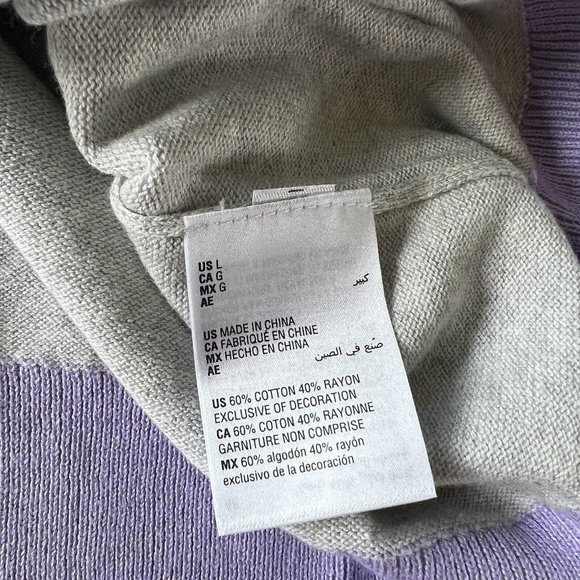 US L
CA G
MX G
AE كبير
US MADE IN CHINA
CA FABRIQUÉ EN CHINE
MX HECHO EN CHINA
AE صُنع في الصين
US 60% COTTON 40% RAYON
EXCLUSIVE OF DECORATION
CA 60% COTON 40% RAYONNE
GARNITURE NON COMPRISE
MX 60% algodón 40% rayón
exclusivo de la decoración